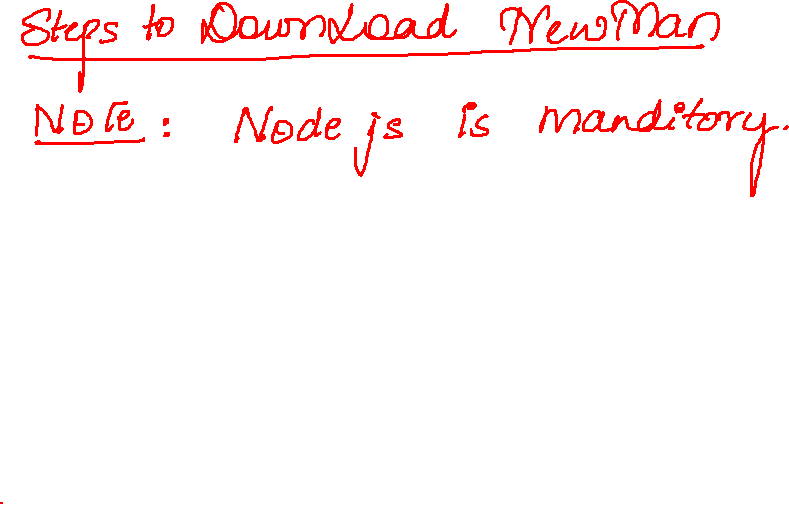 Steps to Download NewMan
Note : Node js is manditory.